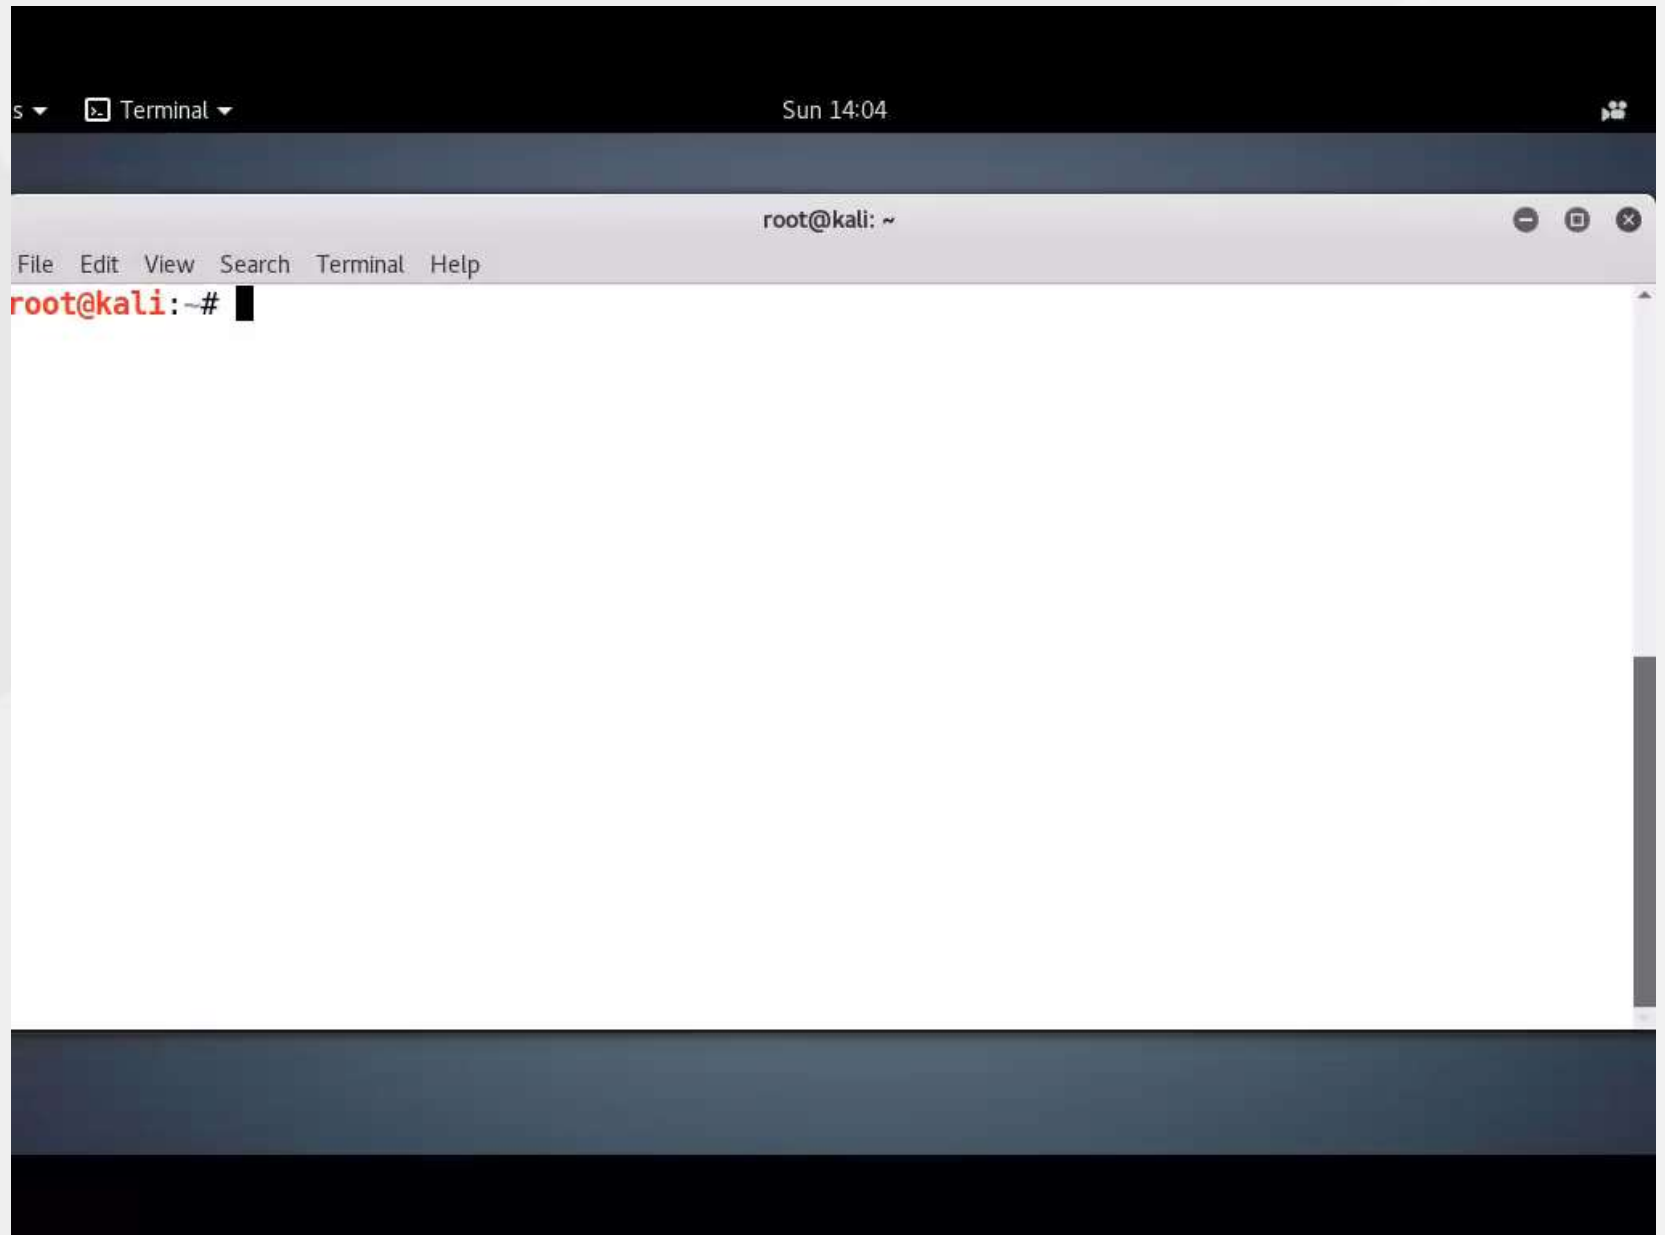 s Terminal Sun 14:04
root@kali: ~
File Edit View Search Terminal Help
root@kali:~#